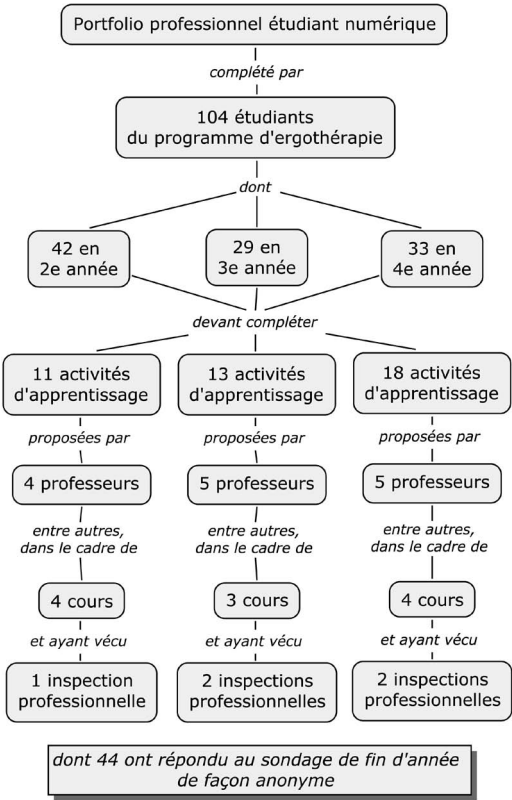 Portfolio professionnel étudiant numérique
complété par
104 étudiants
du programme d'ergothérapie
dont
42 en
2e année
29 en
3e année
33 en
4e année
devant compléter
11 activités
d'apprentissage
13 activités
d'apprentissage
18 activités
d'apprentissage
proposées par
proposées par
proposées par
4 professeurs
5 professeurs
5 professeurs
entre autres,
dans le cadre de
entre autres,
dans le cadre de
entre autres,
dans le cadre de
4 cours
3 cours
4 cours
et ayant vécu
et ayant vécu
et ayant vécu
1 inspection
professionnelle
2 inspections
professionnelles
2 inspections
professionnelles
dont 44 ont répondu au sondage de fin d'année
de façon anonyme